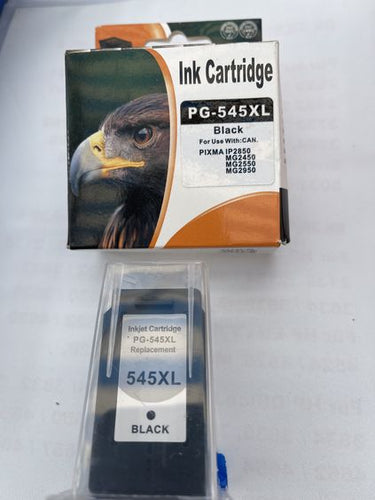 Ink Cartridge
PG-545XL
Black
For Use With:CAN.
PIXMA IP2850
MG2450
MG2550
MG2950
Inkjet Cartridge
PG-545XL
Replacement
545XL
BLACK